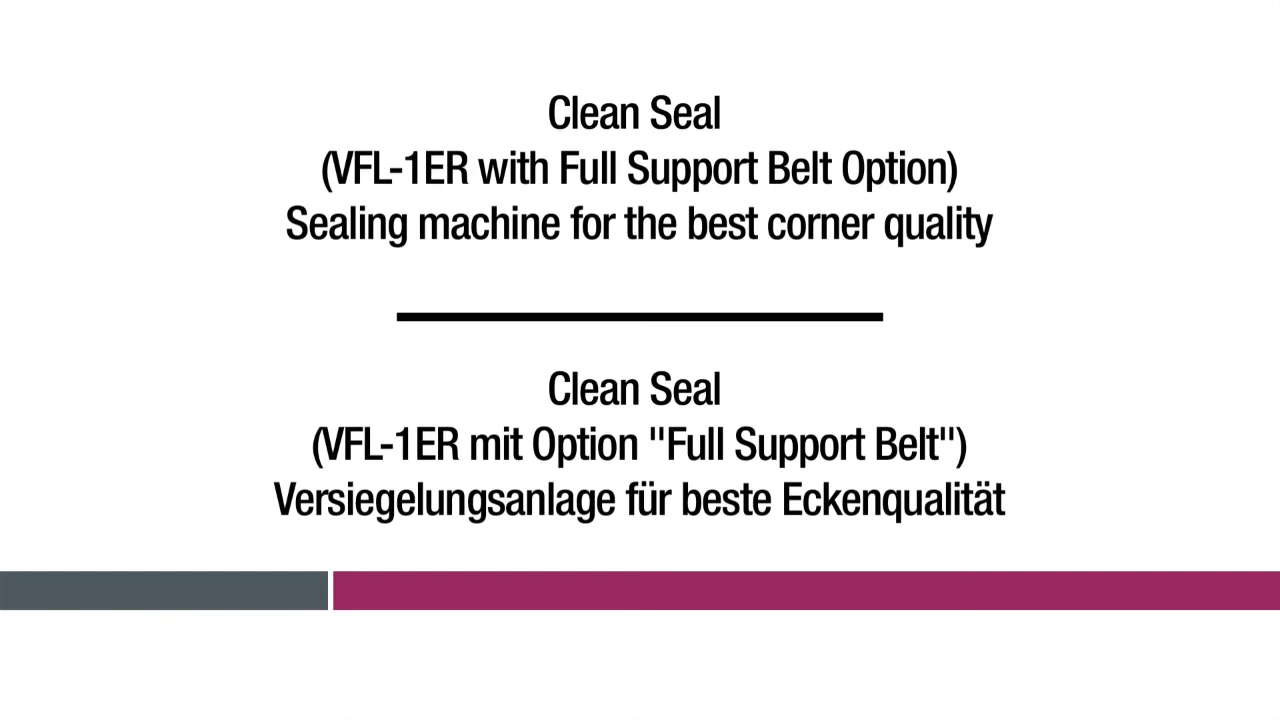 Clean Seal
(VFL-1ER with Full Support Belt Option)
Sealing machine for the best corner quality
Clean Seal
(VFL-1ER mit Option "Full Support Belt")
Versiegelungsanlage für beste Eckenqualität